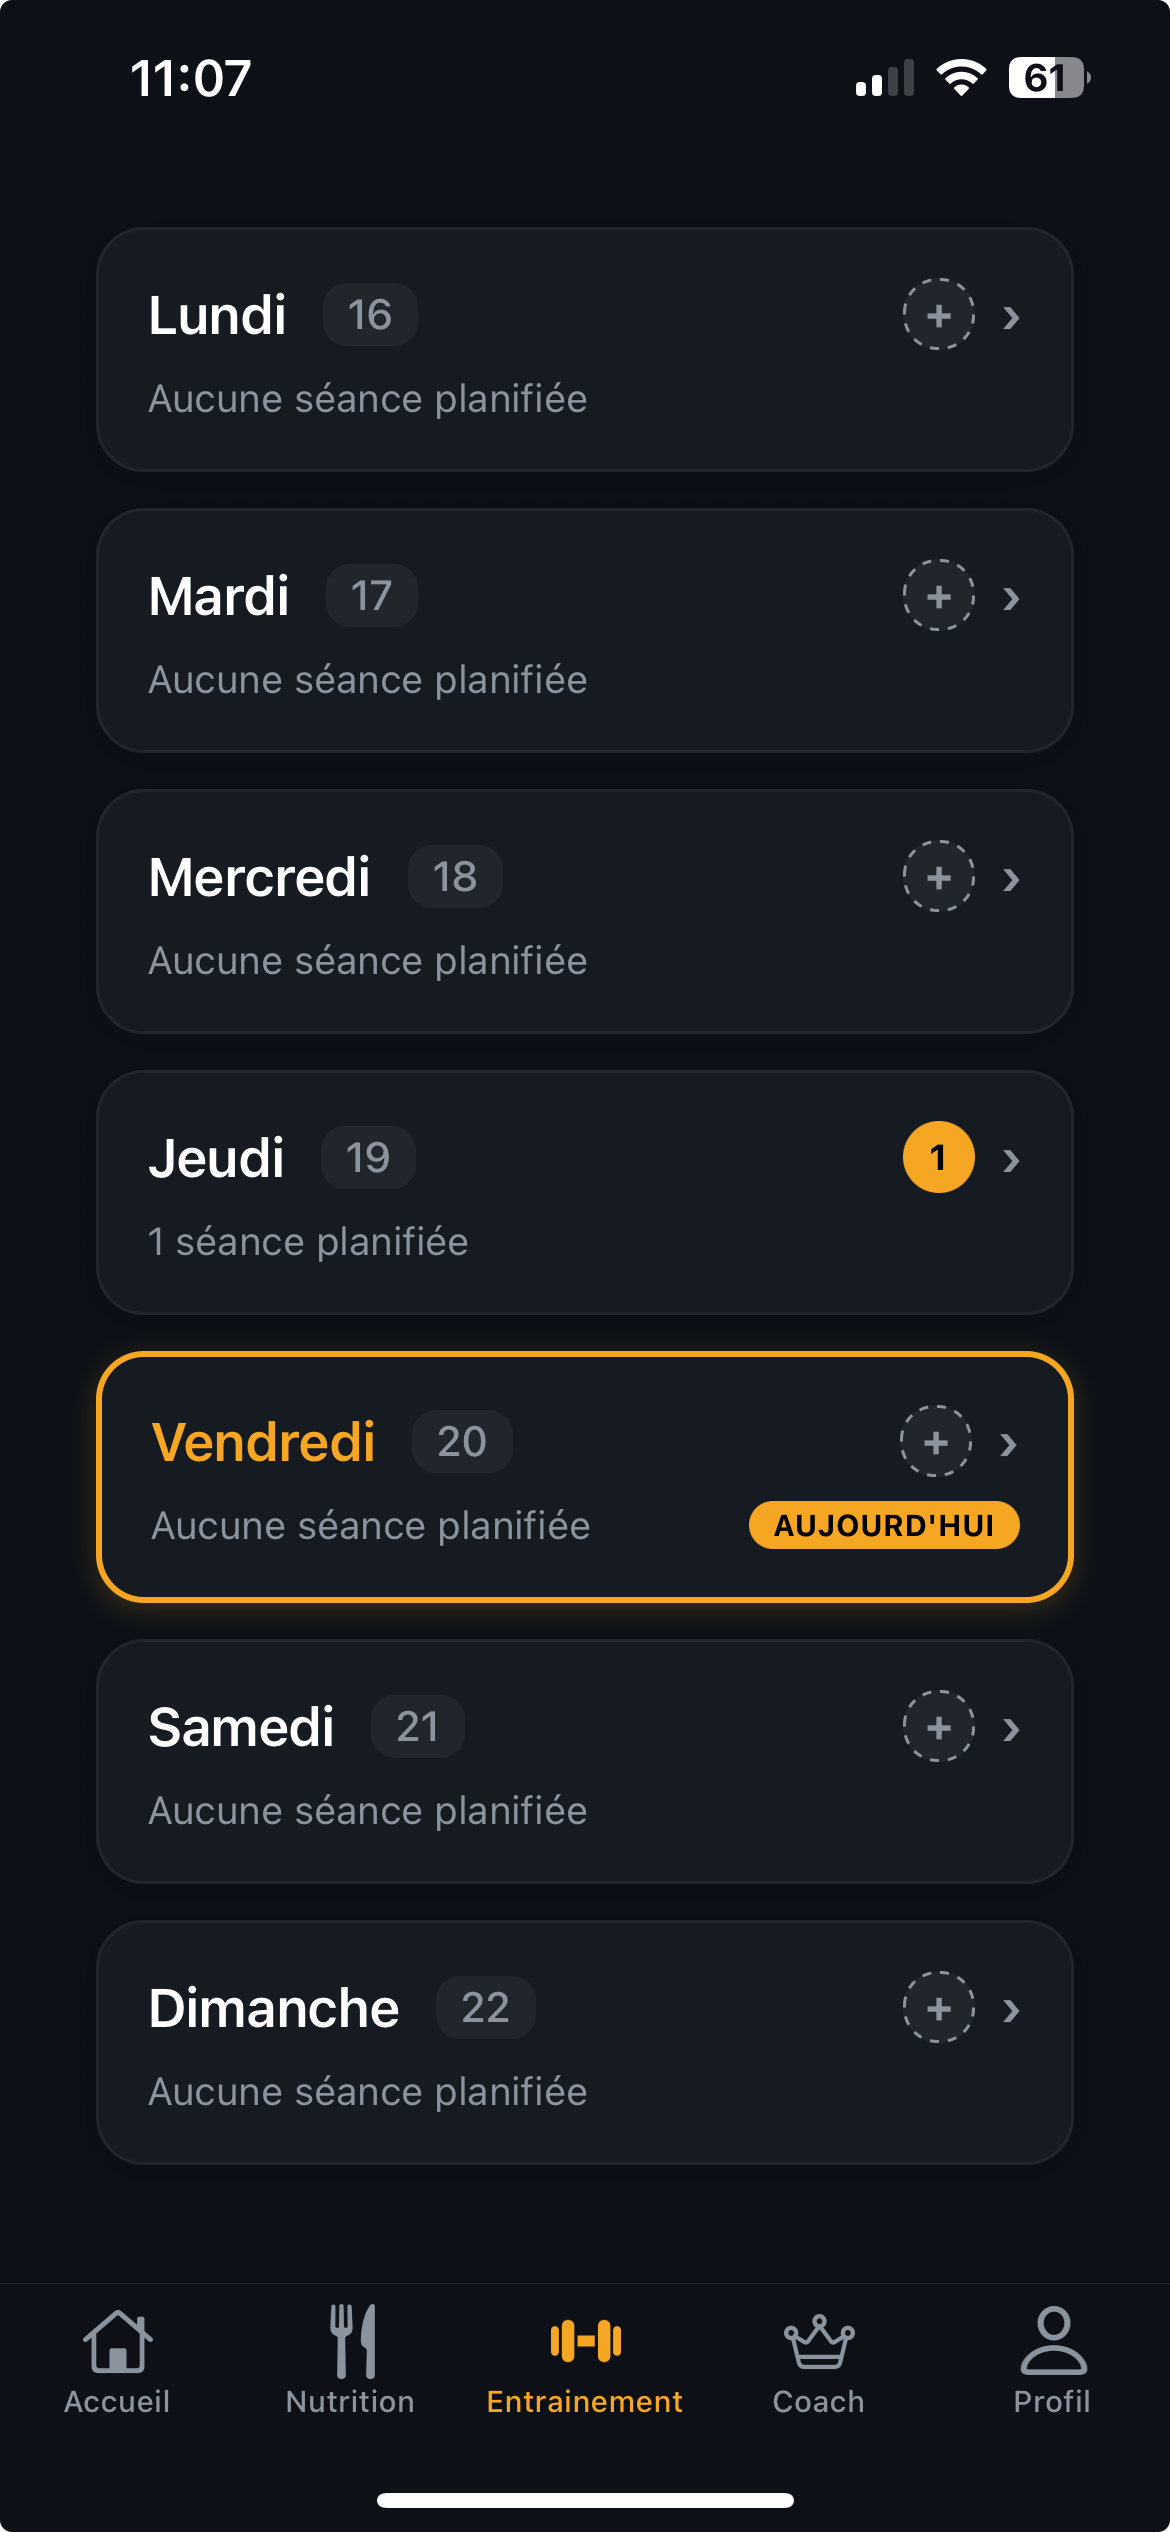 11:07
61
Lundi 16 + ›
Aucune séance planifiée
Mardi 17 + ›
Aucune séance planifiée
Mercredi 18 + ›
Aucune séance planifiée
Jeudi 19 1 ›
1 séance planifiée
Vendredi 20 + ›
Aucune séance planifiée AUJOURD'HUI
Samedi 21 + ›
Aucune séance planifiée
Dimanche 22 + ›
Aucune séance planifiée
Accueil Nutrition Entrainement Coach Profil